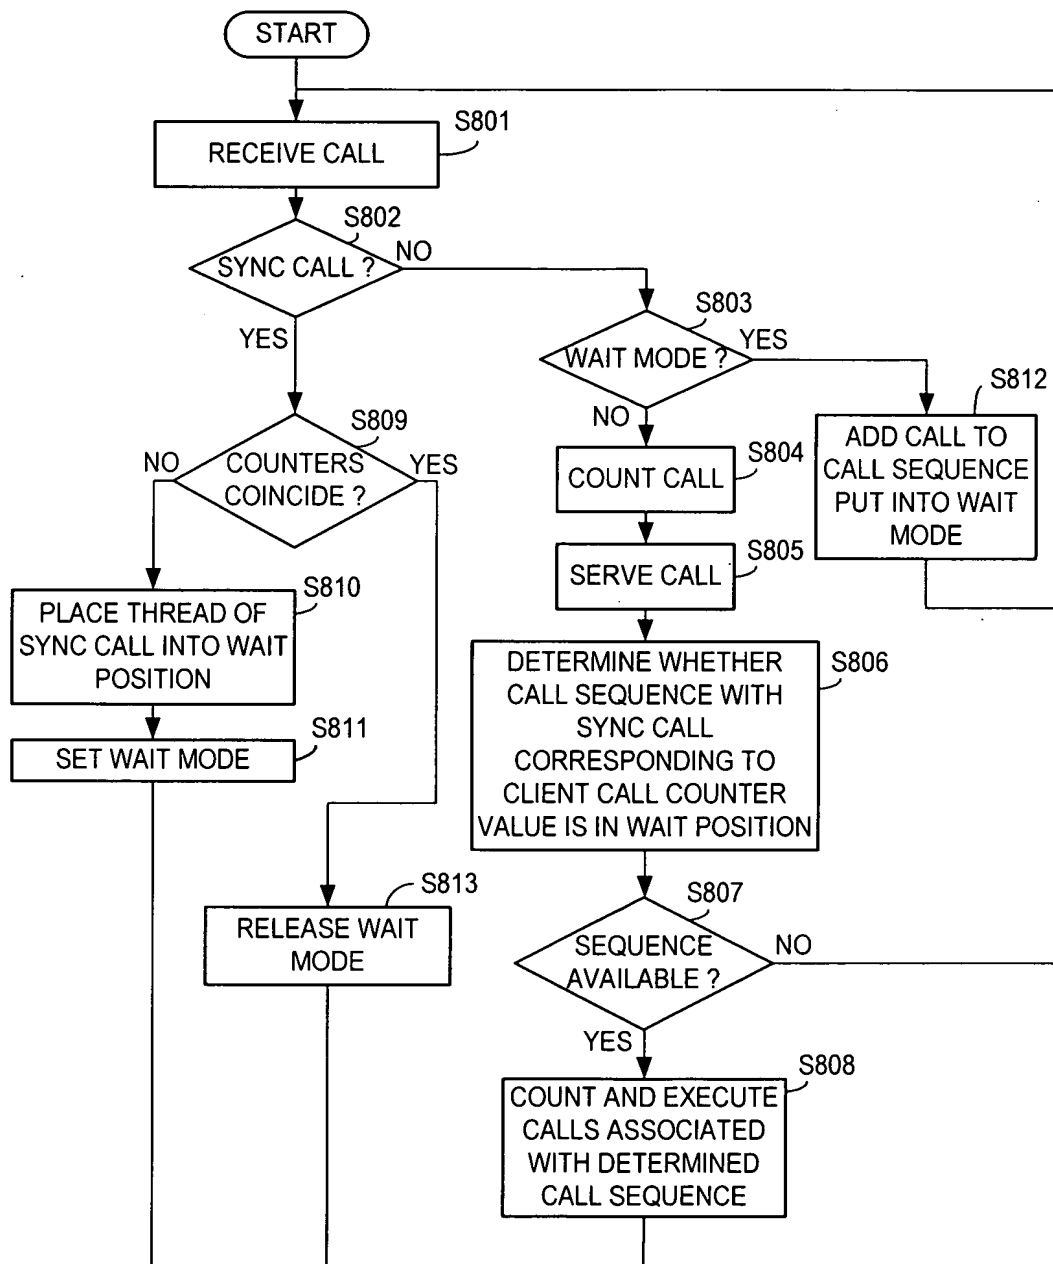 START
S801
RECEIVE CALL
S802
SYNC CALL ?
NO
YES
S803
WAIT MODE ?
YES
NO
S812
ADD CALL TO
CALL SEQUENCE
PUT INTO WAIT
MODE
S804
COUNT CALL
S805
SERVE CALL
S809
COUNTERS
COINCIDE ?
NO
YES
S810
PLACE THREAD OF
SYNC CALL INTO WAIT
POSITION
S811
SET WAIT MODE
S806
DETERMINE WHETHER
CALL SEQUENCE WITH
SYNC CALL
CORRESPONDING TO
CLIENT CALL COUNTER
VALUE IS IN WAIT POSITION
S813
RELEASE WAIT
MODE
S807
SEQUENCE
AVAILABLE ?
NO
YES
S808
COUNT AND EXECUTE
CALLS ASSOCIATED
WITH DETERMINED
CALL SEQUENCE